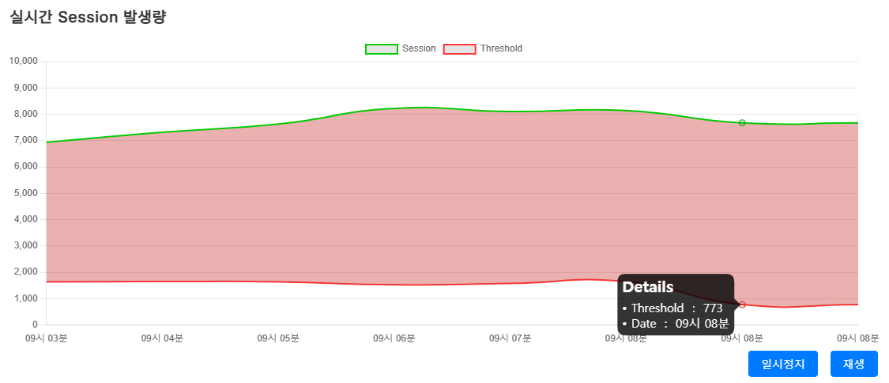 실시간 Session 발생량
Session Threshold
10,000
9,000
8,000
7,000
6,000
5,000
4,000
3,000
2,000
1,000
0
Details
• Threshold : 773
• Date : 09시 08분
09시 03분 09시 04분 09시 05분 09시 06분 09시 07분 09시 08분 09시 08분 09시 08분
일시정지 재생